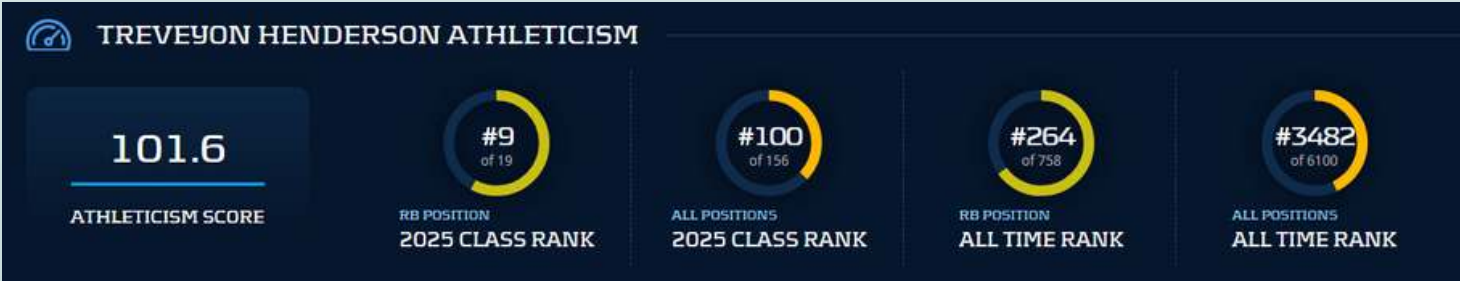 TREVEYON HENDERSON ATHLETICISM
101.6
ATHLETICISM SCORE
#9
of 19
RB POSITION
2025 CLASS RANK
#100
of 156
ALL POSITIONS
2025 CLASS RANK
#264
of 758
RB POSITION
ALL TIME RANK
#3482
of 6100
ALL POSITIONS
ALL TIME RANK